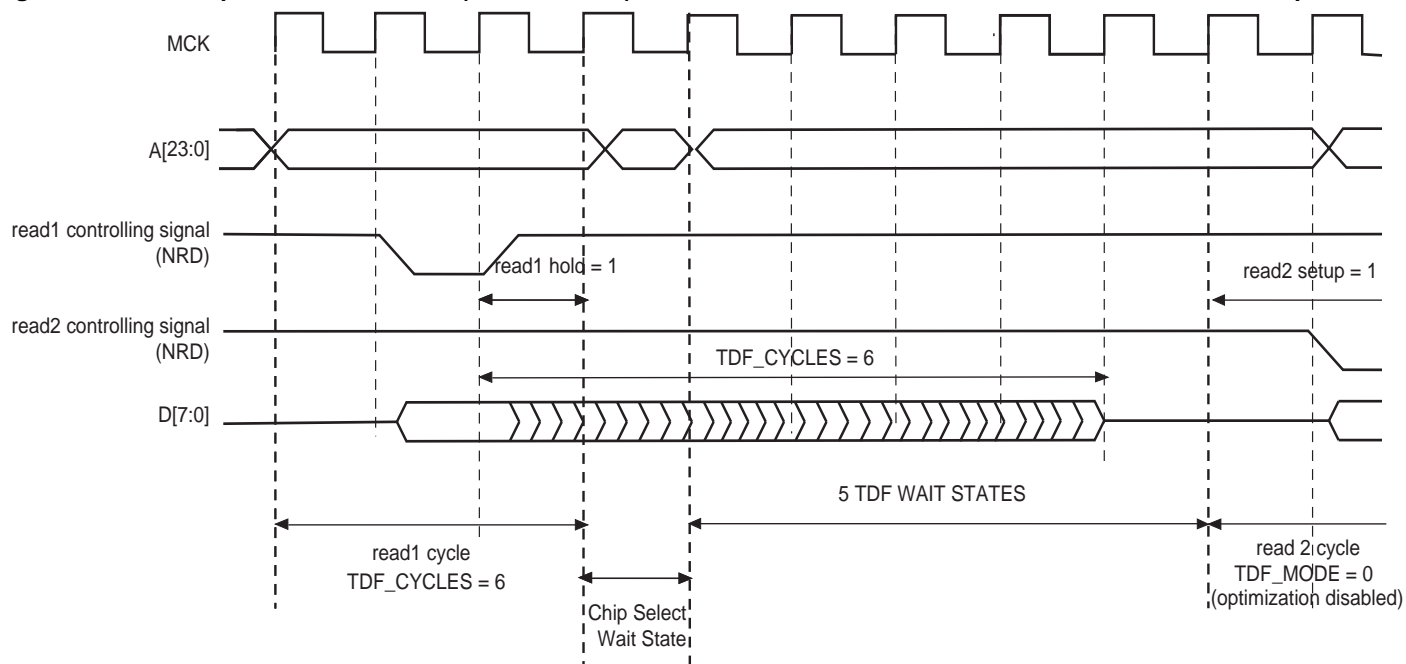 MCK
A[23:0]
read1 controlling signal
(NRD)
read1 hold = 1
read2 setup = 1
read2 controlling signal
(NRD)
TDF_CYCLES = 6
D[7:0]
5 TDF WAIT STATES
read1 cycle
TDF_CYCLES = 6
read 2 cycle
TDF_MODE = 0
(optimization disabled)
Chip Select
Wait State